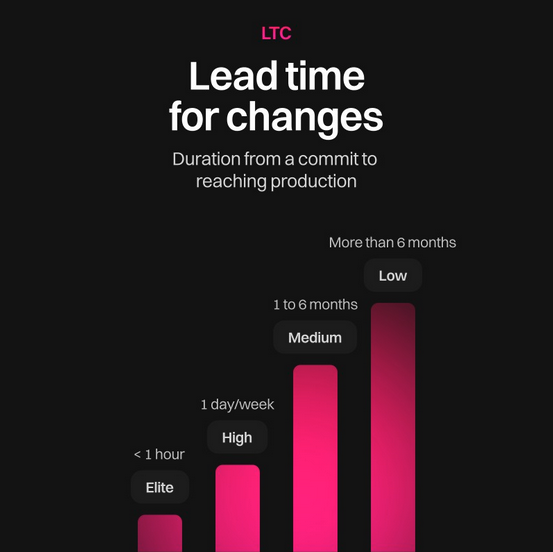 LTC
Lead time
for changes
Duration from a commit to
reaching production
More than 6 months
Low
1 to 6 months
Medium
1 day/week
High
< 1 hour
Elite